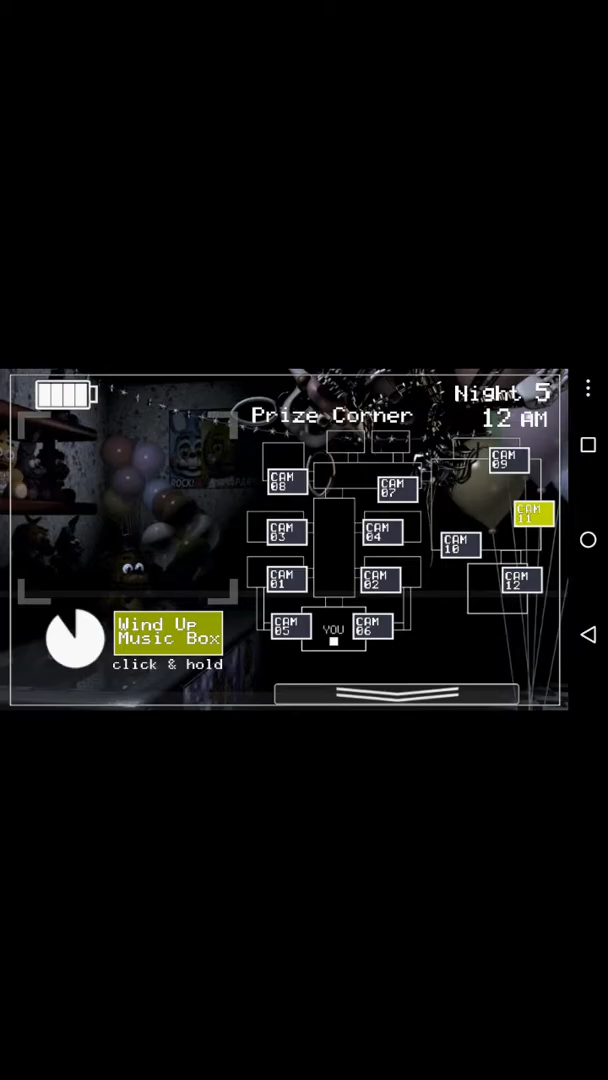 Night 5
12 AM
Prize Corner
CAM
09
CAM
08
CAM
07
CAM
11
CAM
03
CAM
04
CAM
10
CAM
01
CAM
02
CAM
12
CAM
05
YOU
CAM
06
Wind Up
Music Box
click & hold